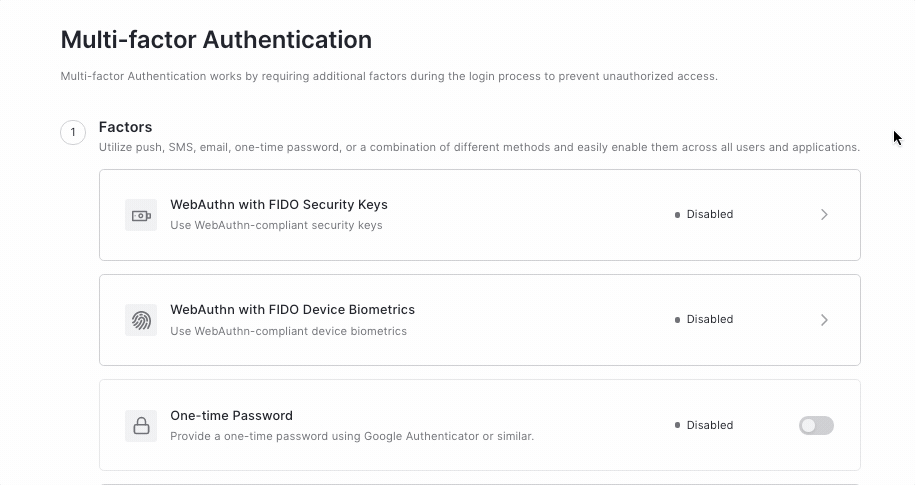 Multi-factor Authentication
Multi-factor Authentication works by requiring additional factors during the login process to prevent unauthorized access.
1
Factors
Utilize push, SMS, email, one-time password, or a combination of different methods and easily enable them across all users and applications.
WebAuthn with FIDO Security Keys
Use WebAuthn-compliant security keys
Disabled
WebAuthn with FIDO Device Biometrics
Use WebAuthn-compliant device biometrics
Disabled
One-time Password
Provide a one-time password using Google Authenticator or similar.
Disabled